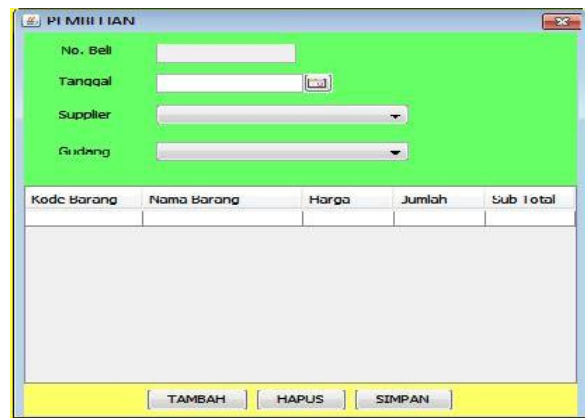 PEMBELIAN
No. Beli
Tanggal
Supplier
Gudang
Kode Barang Nama Barang Harga Jumlah Sub Total
TAMBAH HAPUS SIMPAN